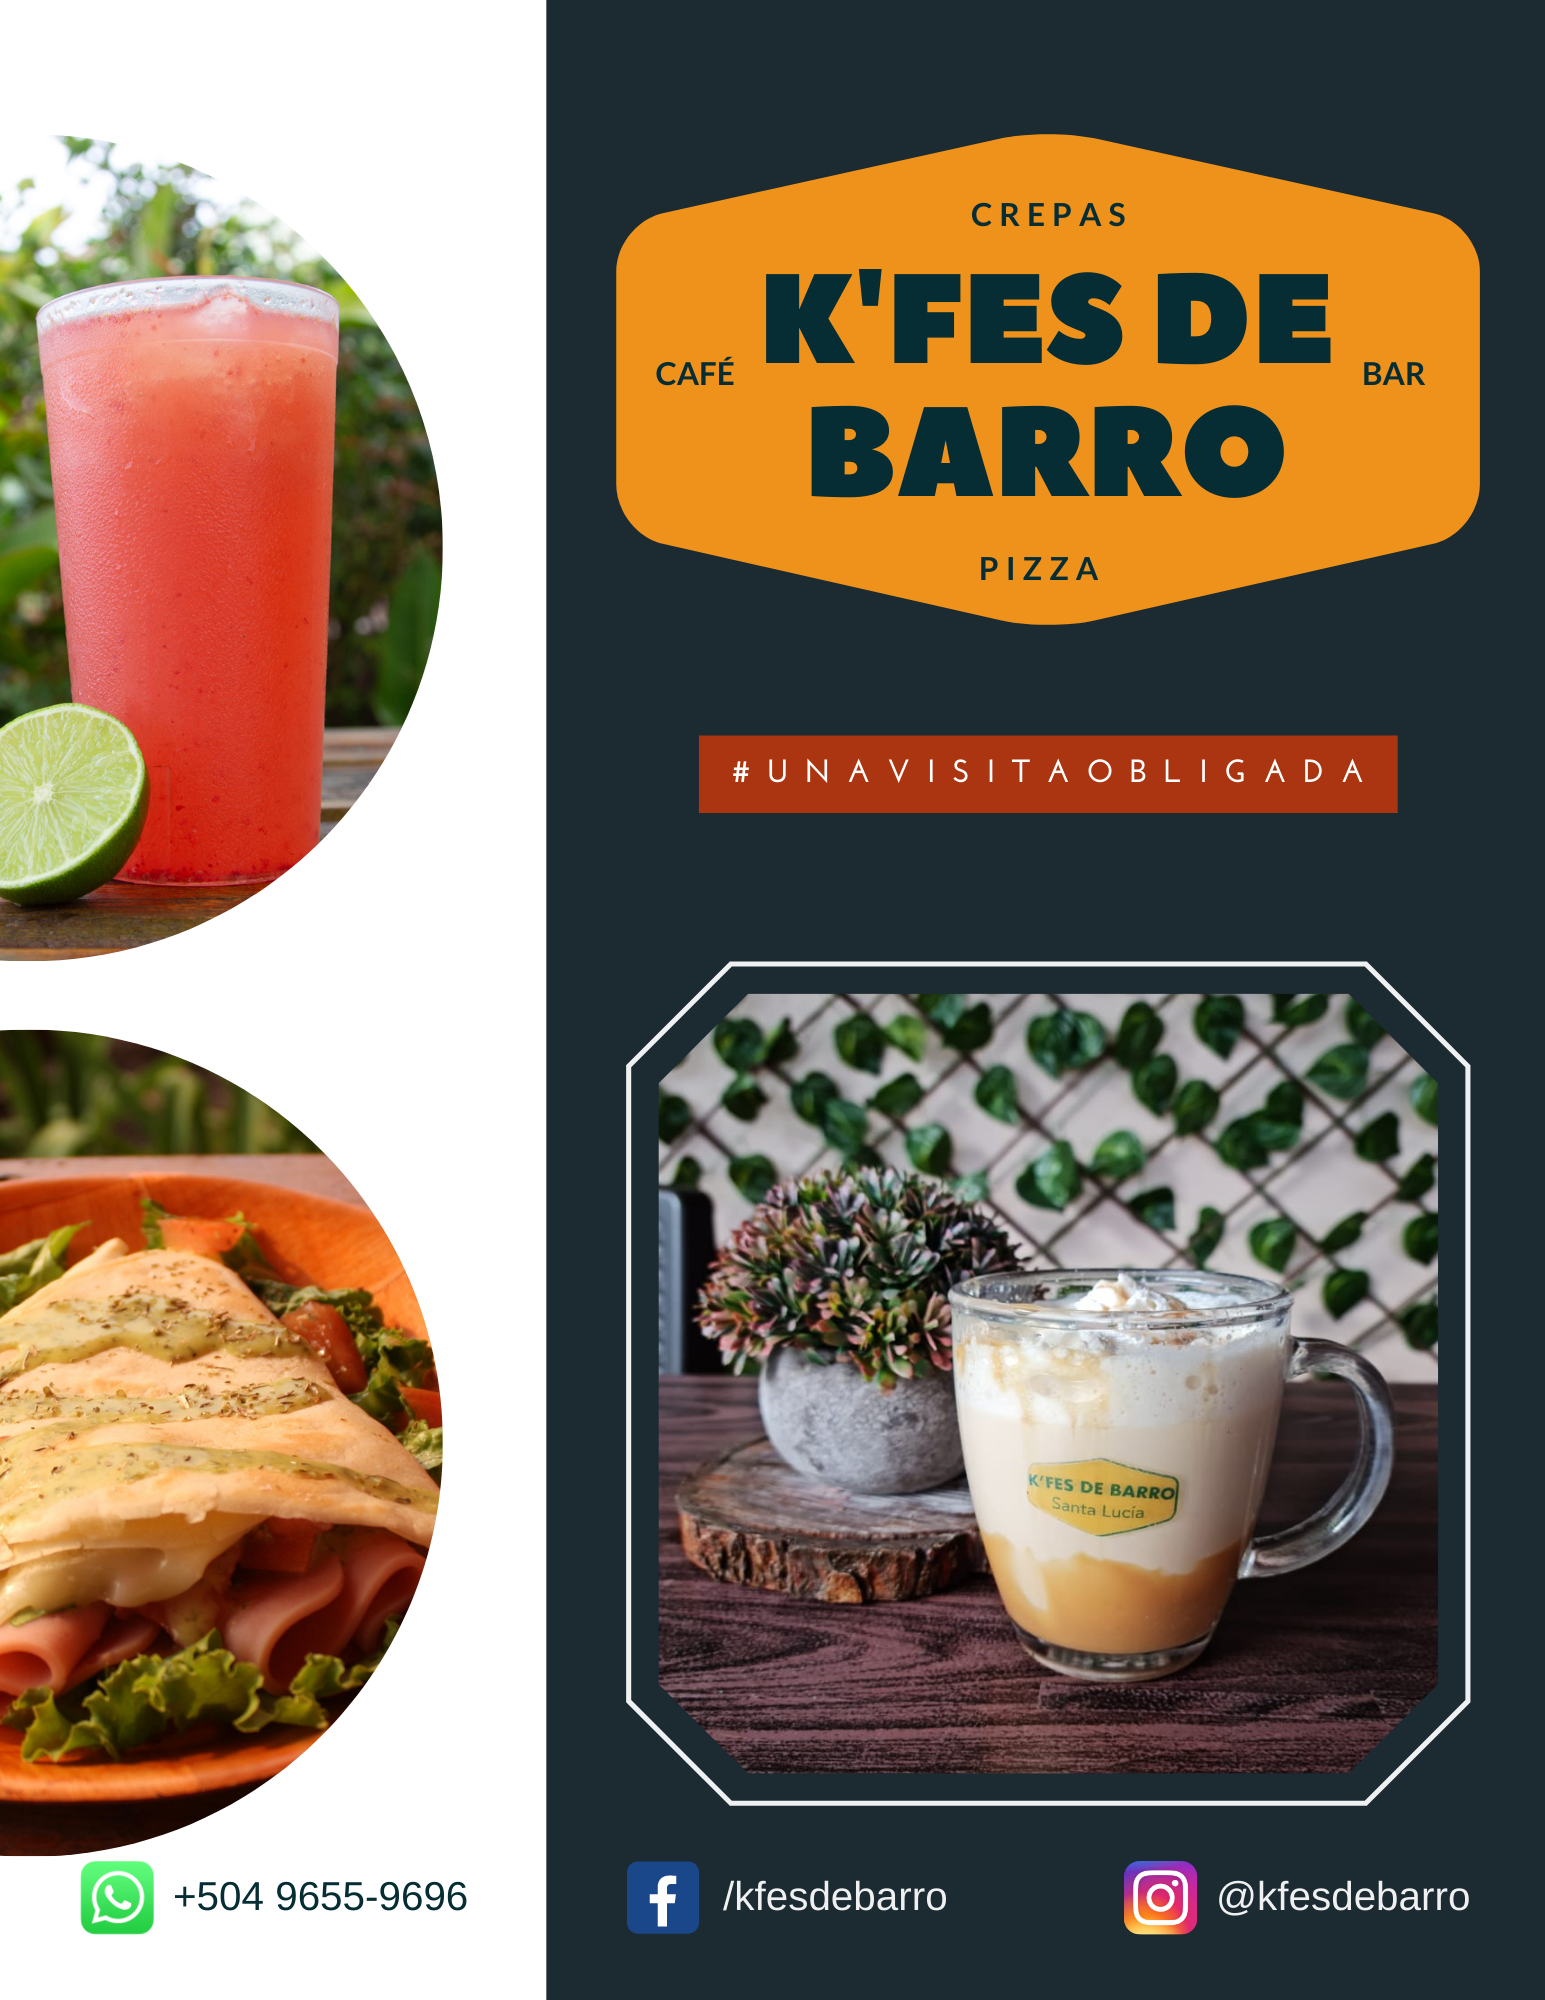 CREPAS
K'FES DE
CAFÉ
BAR
BARRO
PIZZA
#UNAVISITAOBLIGADA
K'FES DE BARRO
Santa Lucía
+504 9655-9696
/kfesdebarro
@kfesdebarro